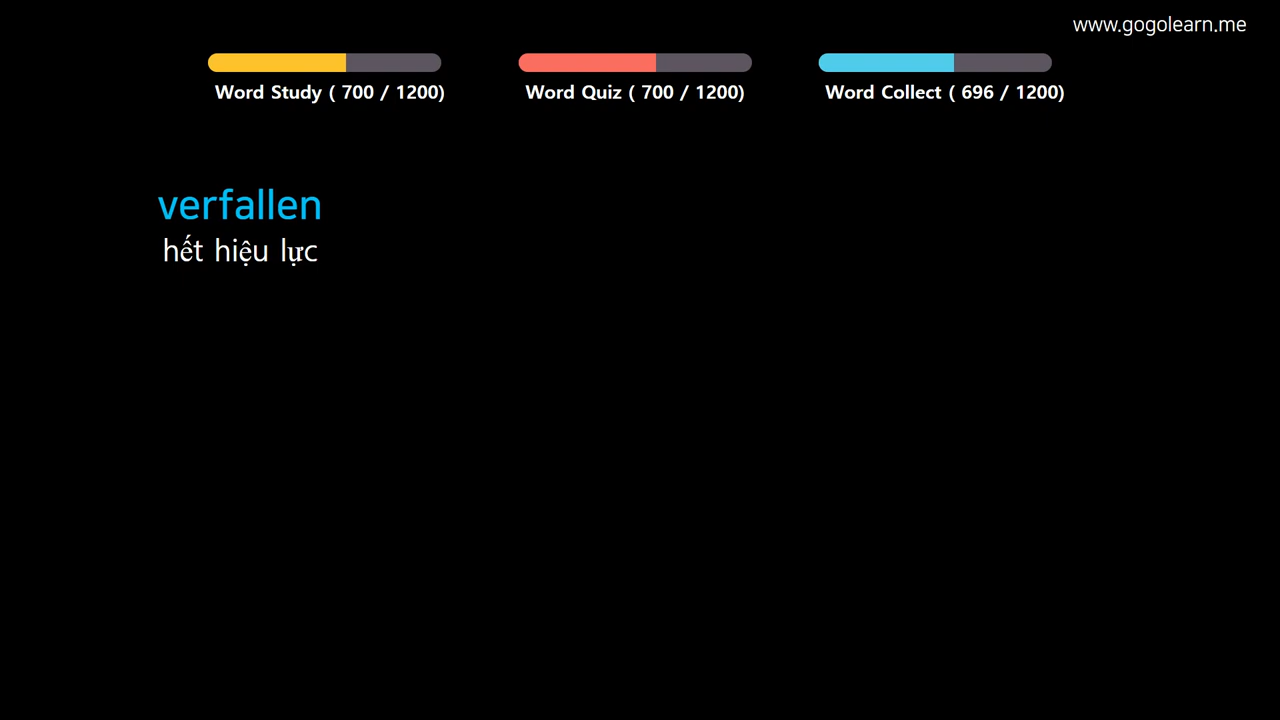 www.gogolearn.me
Word Study ( 700 / 1200)
Word Quiz ( 700 / 1200)
Word Collect ( 696 / 1200)
verfallen
hết hiệu lực